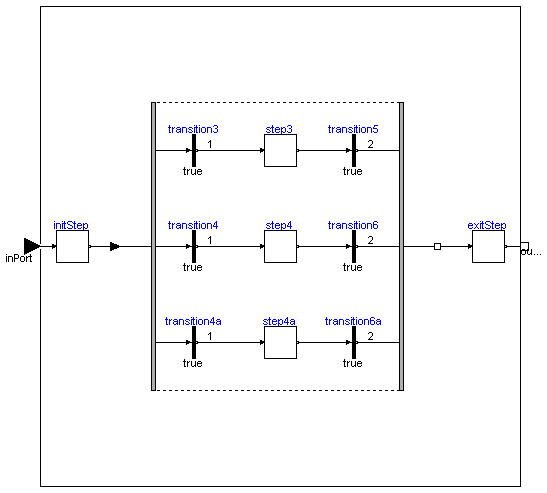 transition3 step3 transition5
1 2
true true
initStep transition4 step4 transition6 exitStep
1 2
inPort true true ou...
transition4a step4a transition6a
1 2
true true